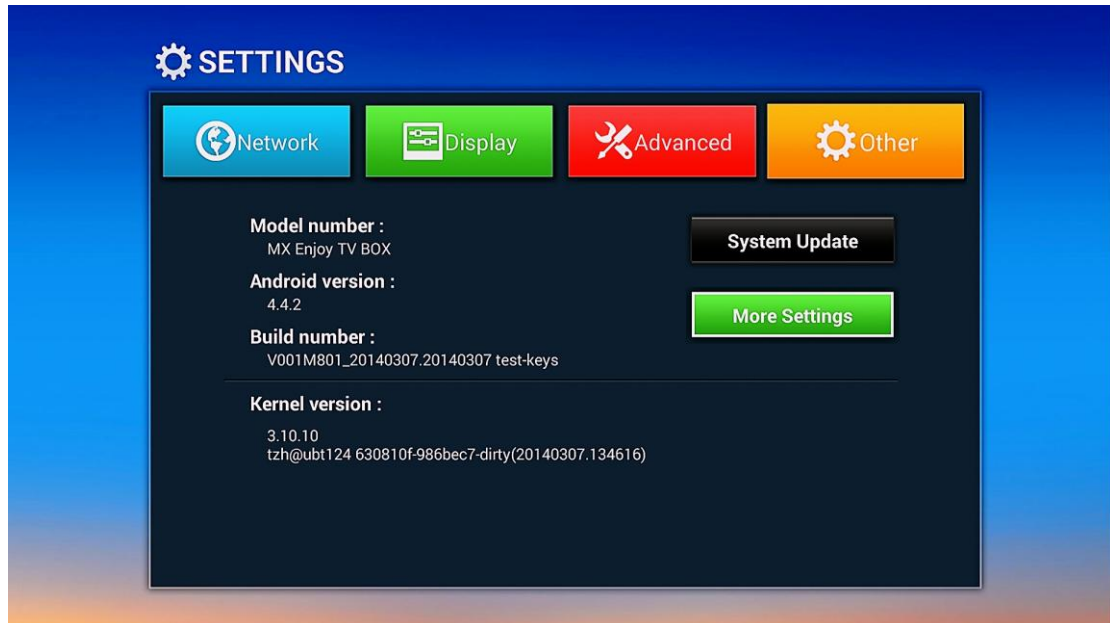 SETTINGS
Network
Display
Advanced
Other
Model number :
MX Enjoy TV BOX
System Update
Android version :
4.4.2
More Settings
Build number :
V001M801_20140307.20140307 test-keys
Kernel version :
3.10.10
tzh@ubt124 630810f-986bec7-dirty(20140307.134616)